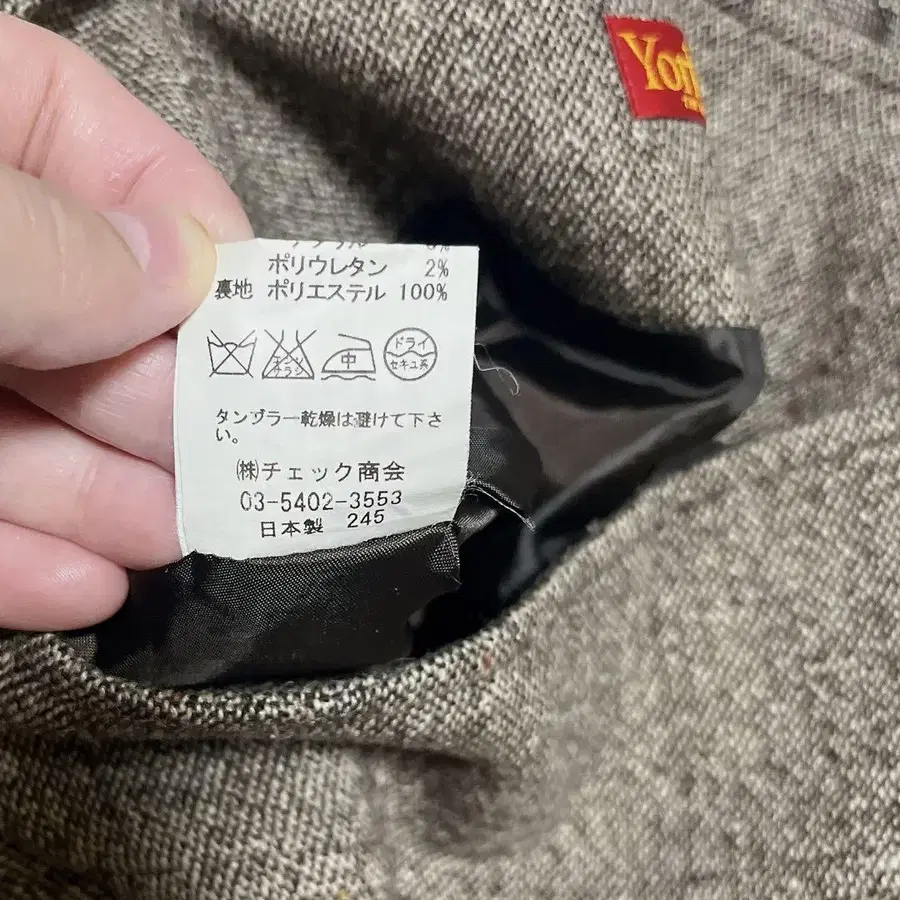 ポリウレタン 2%
裏地 ポリエステル 100%
中
ドライ
セキユ系
タンブラー乾燥は避けて下さ
い。
㈱チェック商会
03-5402-3553
日本製 245